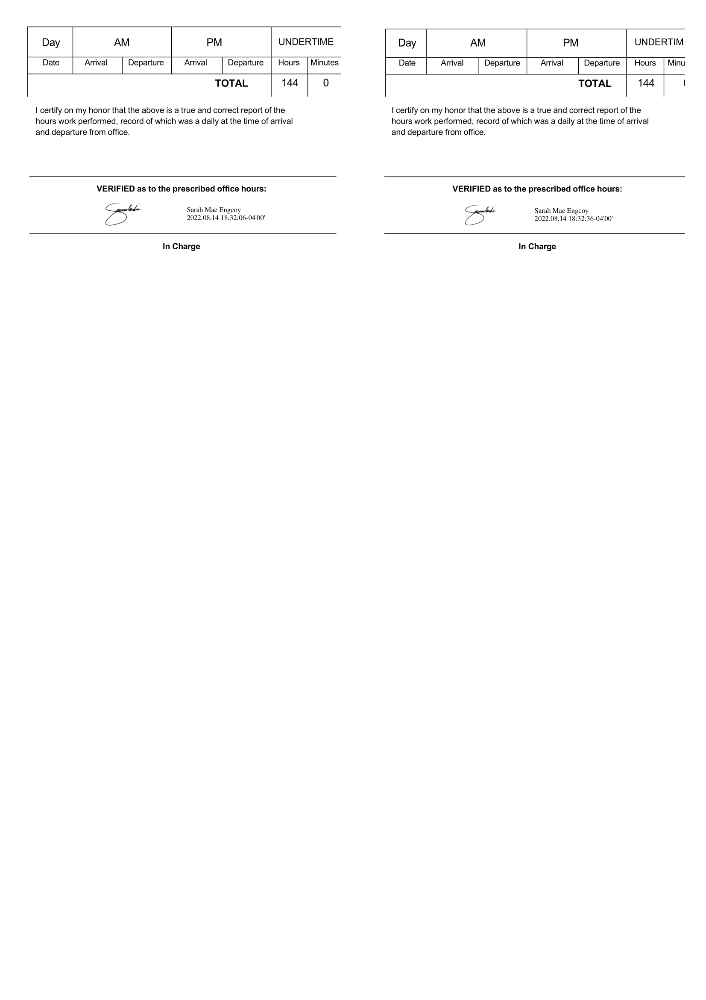 Day AM PM UNDERTIME
Date Arrival Departure Arrival Departure Hours Minutes
TOTAL 144 0
I certify on my honor that the above is a true and correct report of the
hours work performed, record of which was a daily at the time of arrival
and departure from office.
VERIFIED as to the prescribed office hours:
Sarah Mae Engcoy
2022.08.14 18:32:06-04'00'
In Charge
Day AM PM UNDERTIM
Date Arrival Departure Arrival Departure Hours Minu
TOTAL 144
I certify on my honor that the above is a true and correct report of the
hours work performed, record of which was a daily at the time of arrival
and departure from office.
VERIFIED as to the prescribed office hours:
Sarah Mae Engcoy
2022.08.14 18:32:36-04'00'
In Charge